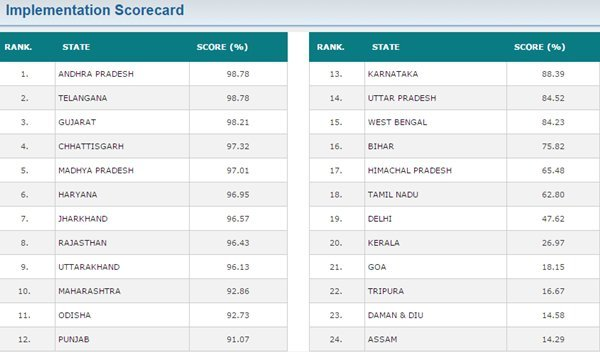 Implementation Scorecard
RANK. STATE SCORE (%)
1. ANDHRA PRADESH 98.78
2. TELANGANA 98.78
3. GUJARAT 98.21
4. CHHATTISGARH 97.32
5. MADHYA PRADESH 97.01
6. HARYANA 96.95
7. JHARKHAND 96.57
8. RAJASTHAN 96.43
9. UTTARAKHAND 96.13
10. MAHARASHTRA 92.86
11. ODISHA 92.73
12. PUNJAB 91.07
RANK. STATE SCORE (%)
13. KARNATAKA 88.39
14. UTTAR PRADESH 84.52
15. WEST BENGAL 84.23
16. BIHAR 75.82
17. HIMACHAL PRADESH 65.48
18. TAMIL NADU 62.80
19. DELHI 47.62
20. KERALA 26.97
21. GOA 18.15
22. TRIPURA 16.67
23. DAMAN & DIU 14.58
24. ASSAM 14.29